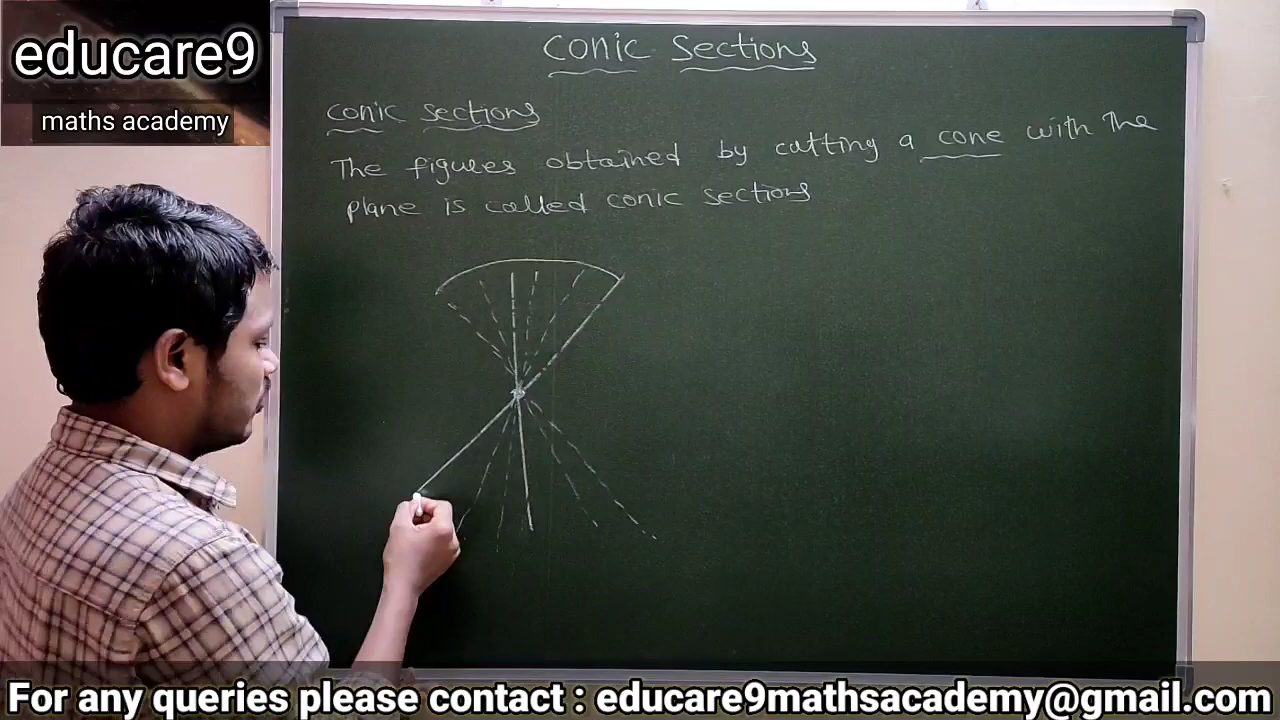 educare9
maths academy
Conic Sections
Conic sections
The figures obtained by cutting a cone with the
plane is called conic sections
For any queries please contact : educare9mathsacademy@gmail.com